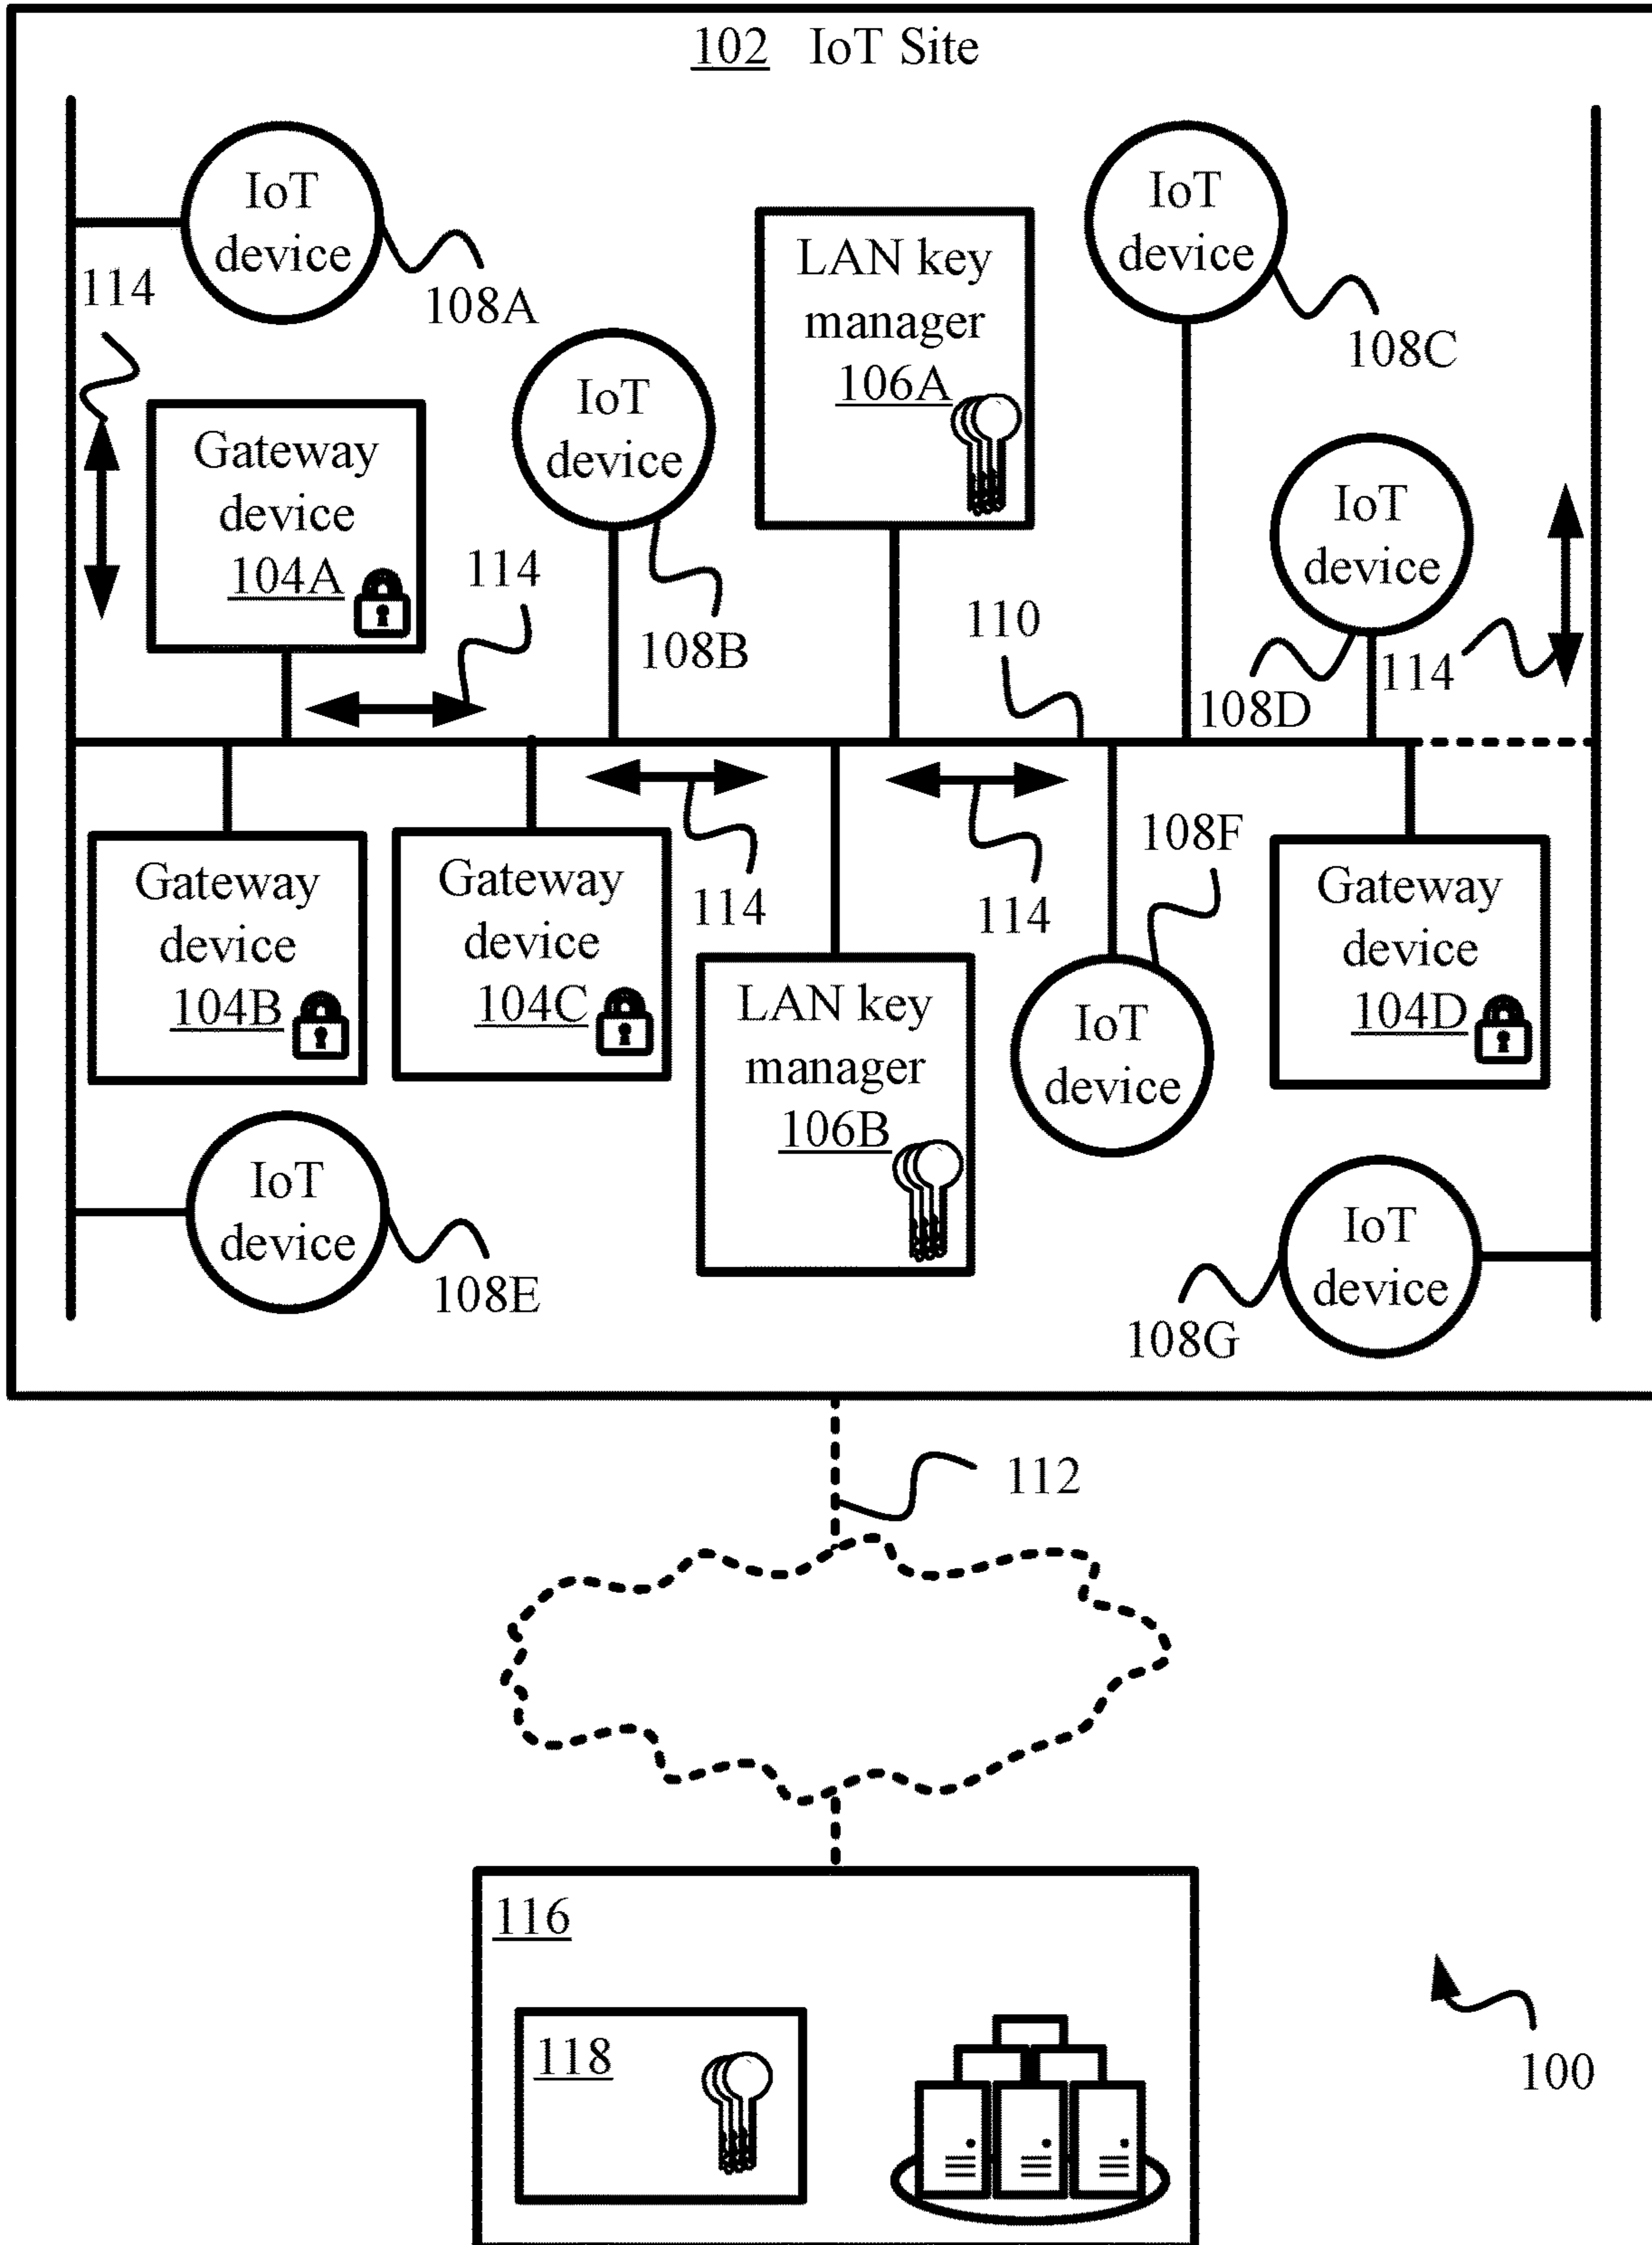 102 IoT Site
IoT
device
108A
114
IoT
device
108B
LAN key
manager
106A
IoT
device
108C
IoT
device
108D
114
Gateway
device
104A
114
110
Gateway
device
104B
Gateway
device
104C
114
114
LAN key
manager
106B
108F
IoT
device
Gateway
device
104D
IoT
device
108E
IoT
device
108G
112
116
118
100